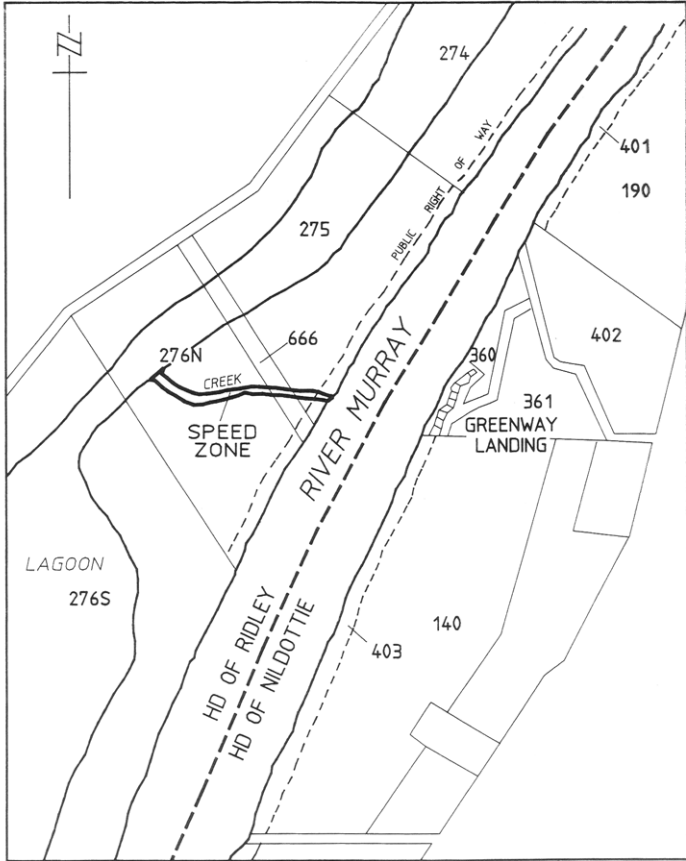 N
274
PUBLIC RIGHT OF WAY
401
190
275
666
402
276N
CREEK
360
SPEED
ZONE
361
GREENWAY
LANDING
RIVER MURRAY
LAGOON
276S
HD OF RIDLEY
HD OF NILDOTTIE
140
403